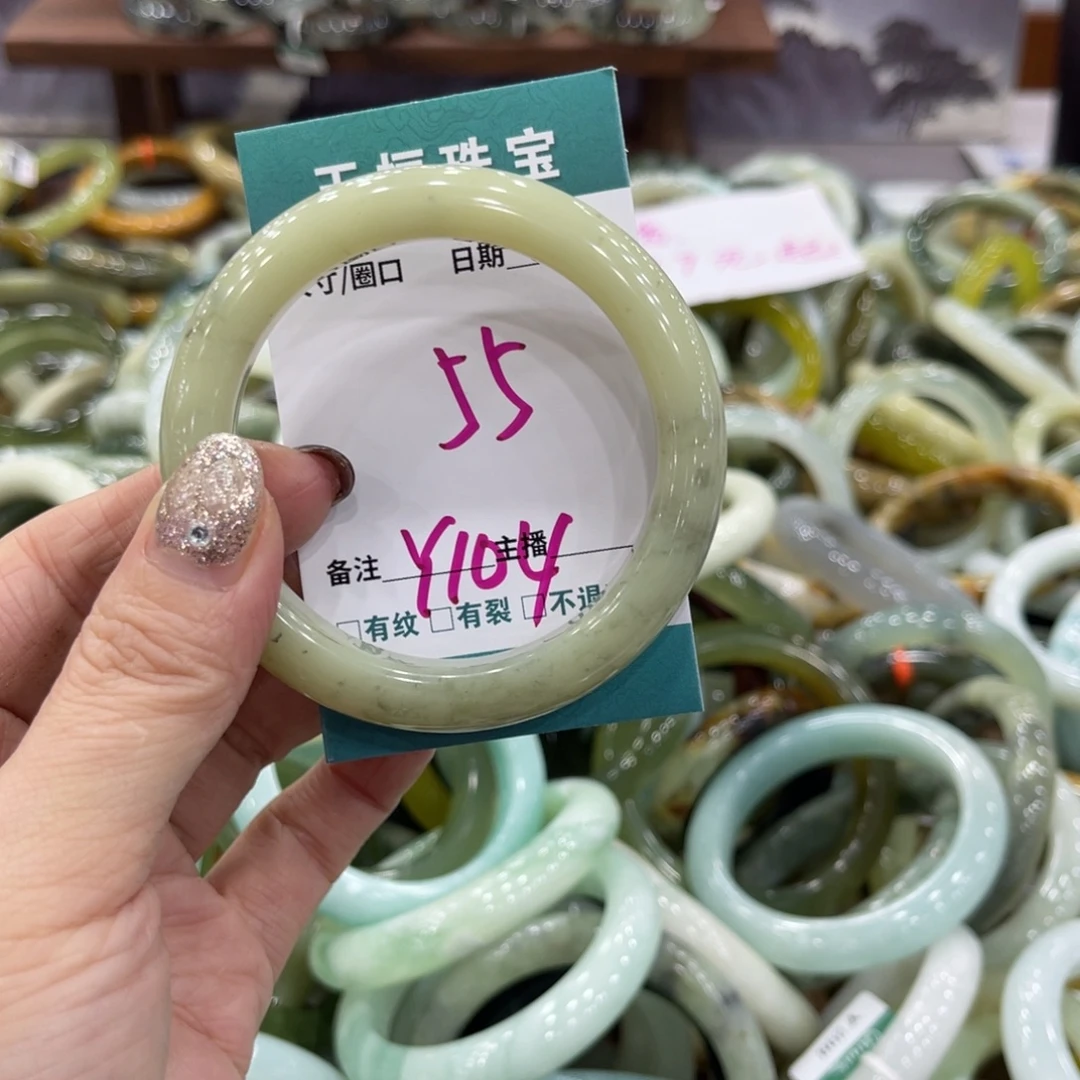 珠宝
寸/圈口 日期
55
Y104
备注 主播
□有纹 □有裂 □不退